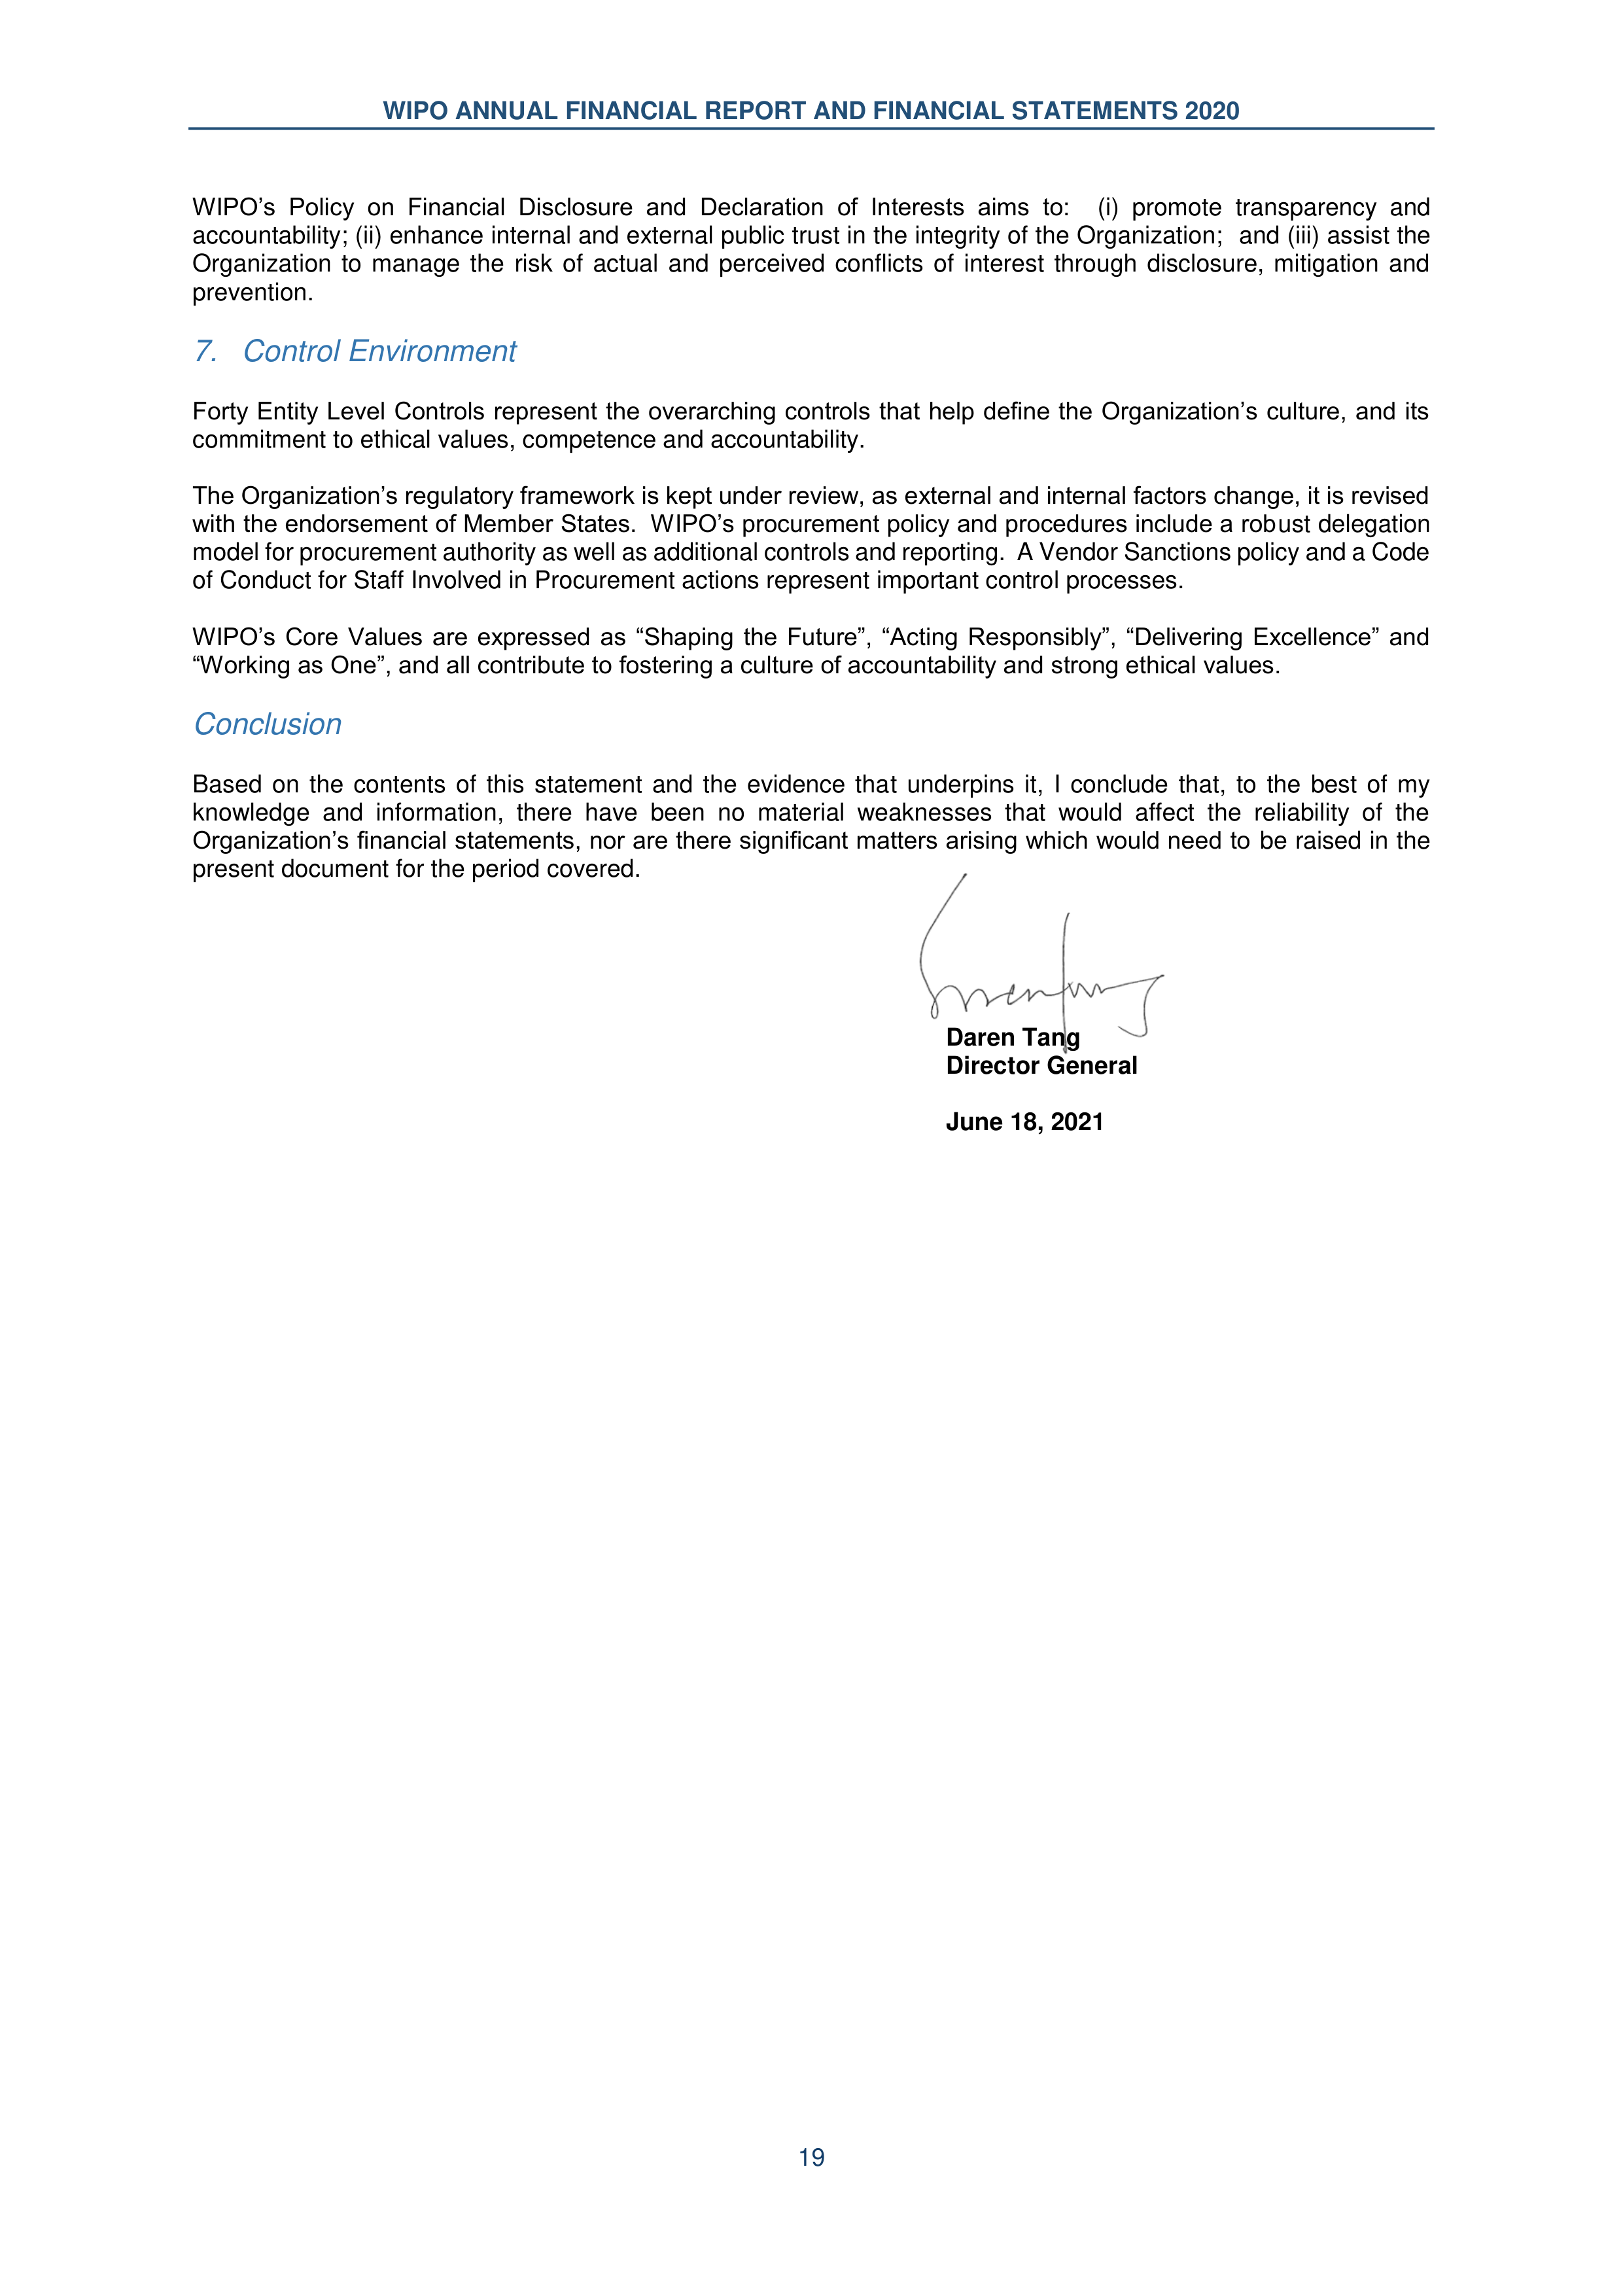 WIPO ANNUAL FINANCIAL REPORT AND FINANCIAL STATEMENTS 2020
WIPO’s Policy on Financial Disclosure and Declaration of Interests aims to: (i) promote transparency and
accountability; (ii) enhance internal and external public trust in the integrity of the Organization; and (iii) assist the
Organization to manage the risk of actual and perceived conflicts of interest through disclosure, mitigation and
prevention.
7. Control Environment
Forty Entity Level Controls represent the overarching controls that help define the Organization’s culture, and its
commitment to ethical values, competence and accountability.
The Organization’s regulatory framework is kept under review, as external and internal factors change, it is revised
with the endorsement of Member States. WIPO’s procurement policy and procedures include a robust delegation
model for procurement authority as well as additional controls and reporting. A Vendor Sanctions policy and a Code
of Conduct for Staff Involved in Procurement actions represent important control processes.
WIPO’s Core Values are expressed as “Shaping the Future”, “Acting Responsibly”, “Delivering Excellence” and
“Working as One”, and all contribute to fostering a culture of accountability and strong ethical values.
Conclusion
Based on the contents of this statement and the evidence that underpins it, I conclude that, to the best of my
knowledge and information, there have been no material weaknesses that would affect the reliability of the
Organization’s financial statements, nor are there significant matters arising which would need to be raised in the
present document for the period covered.
Daren Tang
Director General
June 18, 2021
19